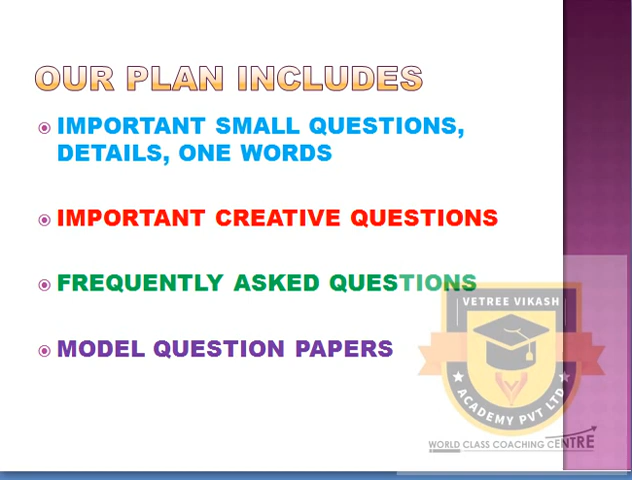 OUR PLAN INCLUDES
IMPORTANT SMALL QUESTIONS,
DETAILS, ONE WORDS
IMPORTANT CREATIVE QUESTIONS
FREQUENTLY ASKED QUESTIONS
MODEL QUESTION PAPERS
VETREE VIKASH
ACADEMY PVT LTD
WORLD CLASS COACHING CENTRE